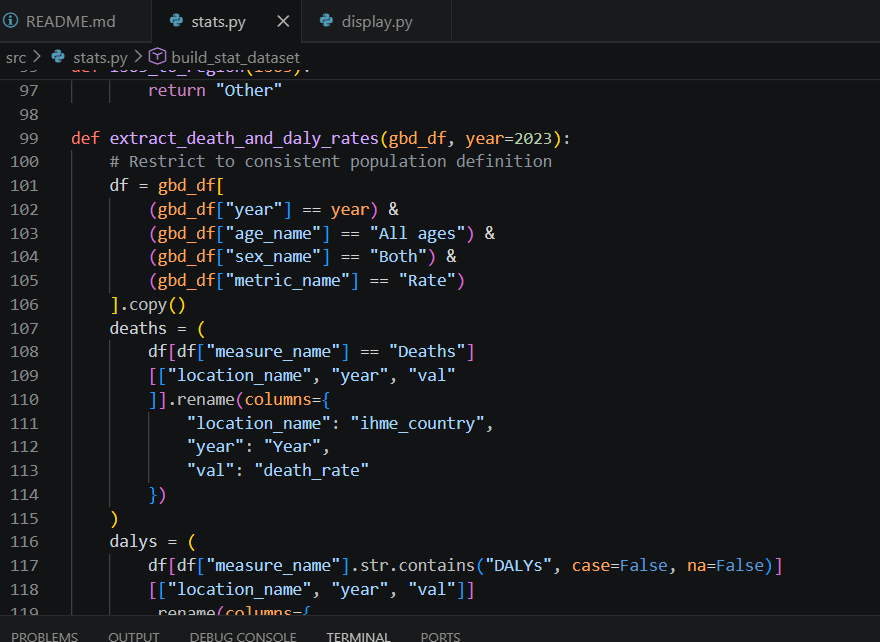 README.md
stats.py
display.py
src > stats.py > build_stat_dataset
97 return "Other"
98
99 def extract_death_and_daly_rates(gbd_df, year=2023):
100 # Restrict to consistent population definition
101 df = gbd_df[
102 (gbd_df["year"] == year) &
103 (gbd_df["age_name"] == "All ages") &
104 (gbd_df["sex_name"] == "Both") &
105 (gbd_df["metric_name"] == "Rate")
106 ].copy()
107 deaths = (
108 df[df["measure_name"] == "Deaths"]
109 [["location_name", "year", "val"
110 ]].rename(columns={
111 "location_name": "ihme_country",
112 "year": "Year",
113 "val": "death_rate"
114 })
115 )
116 dalys = (
117 df[df["measure_name"].str.contains("DALYs", case=False, na=False)]
118 [["location_name", "year", "val"]]
119 .rename(columns={
PROBLEMS OUTPUT DEBUG CONSOLE TERMINAL PORTS